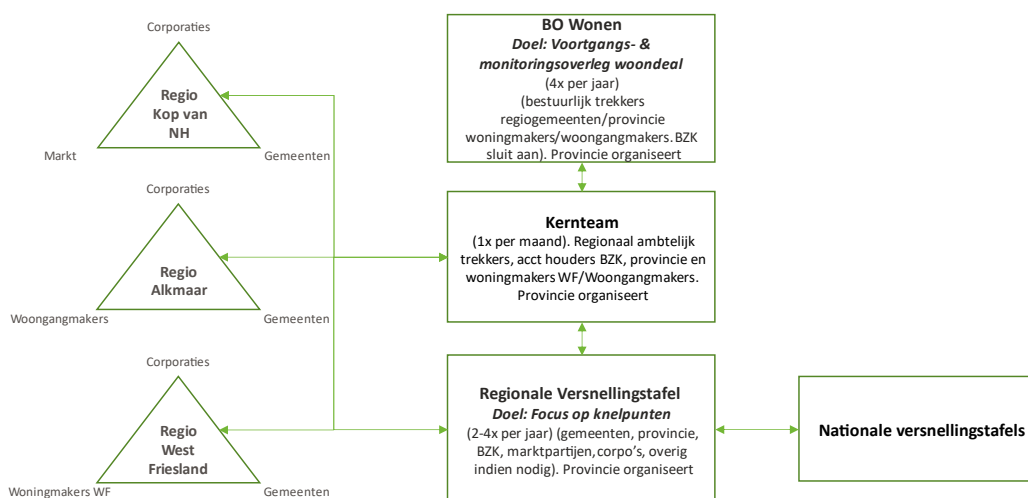 Corporaties
Regio
Kop van
NH
Markt
Gemeenten
Corporaties
Regio
Alkmaar
Woongangmakers
Gemeenten
Corporaties
Regio
West
Friesland
Woningmakers WF
Gemeenten
BO Wonen
Doel: Voortgangs- &
monitoringsoverleg woondeal
(4x per jaar)
(bestuurlijk trekkers
regiogemeenten/provincie
woningmakers/woongangmakers. BZK
sluit aan). Provincie organiseert
Kernteam
(1x per maand). Regionaal ambtelijk
trekkers, acct houders BZK, provincie en
woningmakers WF/Woongangmakers.
Provincie organiseert
Regionale Versnellingstafel
Doel: Focus op knelpunten
(2-4x per jaar) (gemeenten, provincie,
BZK, marktpartijen, corpo's, overig
indien nodig). Provincie organiseert
Nationale versnellingstafels